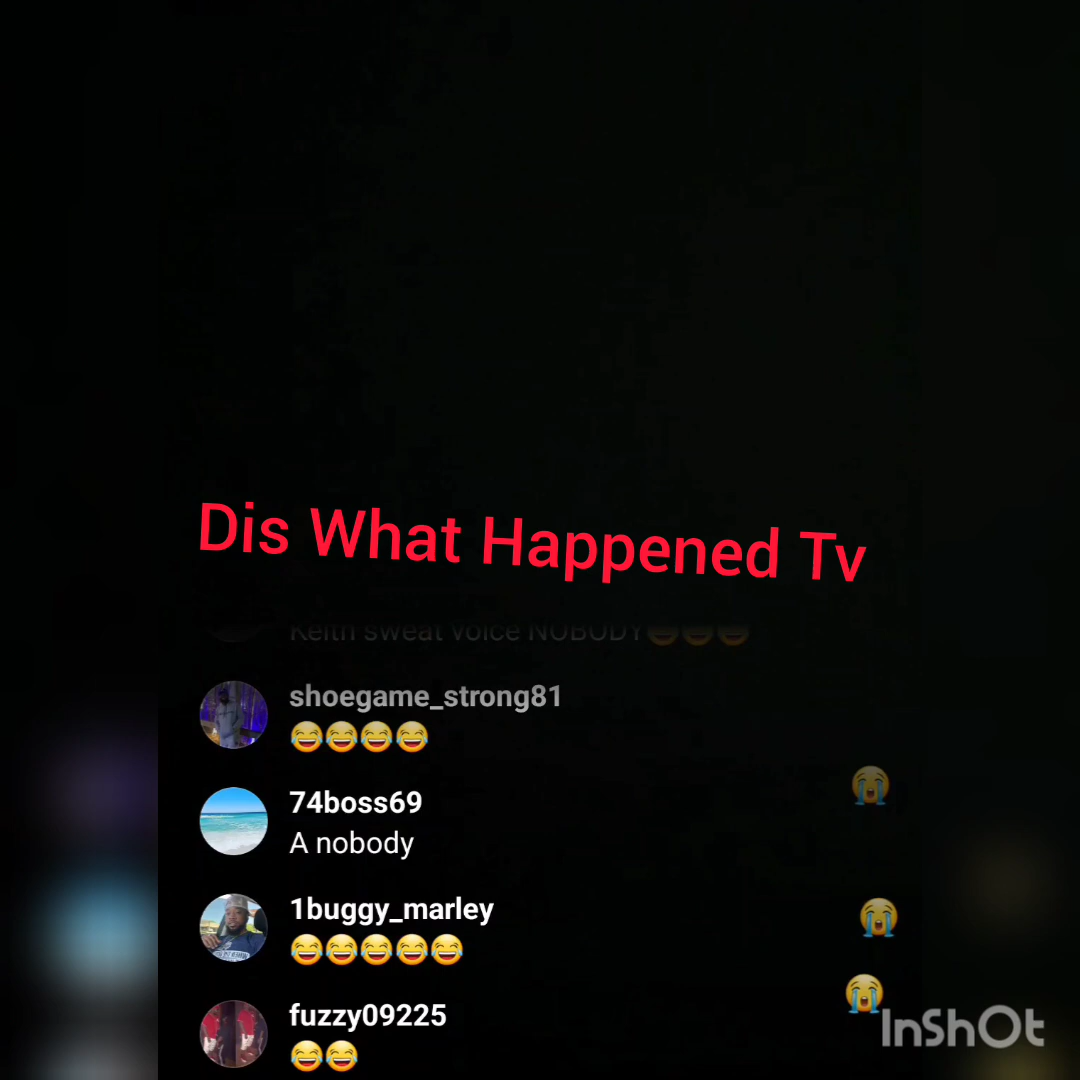 Dis What Happened Tv
Keith sweat voice NOBODY😂😂😂
shoegame_strong81
😂😂😂😂
74boss69
A nobody
1buggy_marley
😂😂😂😂😂
fuzzy09225
😂😂
InShOt